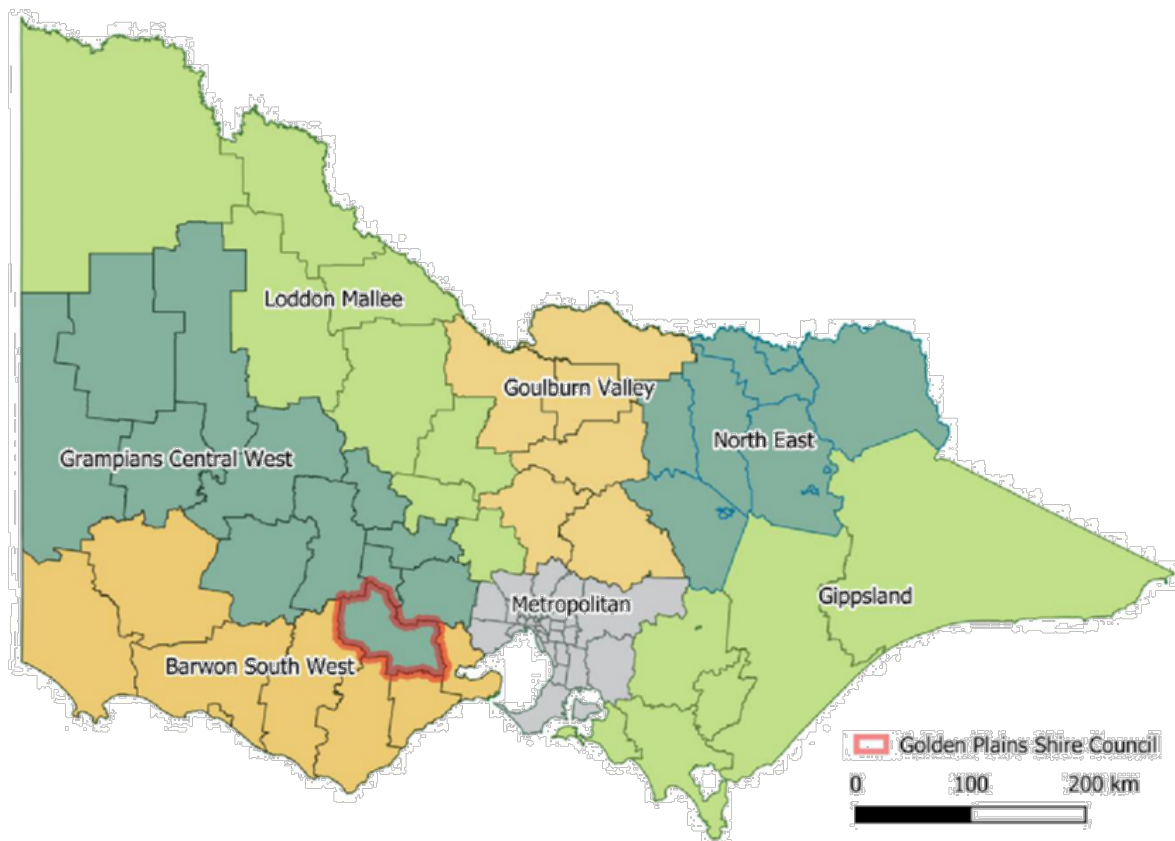 Loddon Mallee
Goulburn Valley
North East
Grampians Central West
Gippsland
Metropolitan
Barwon South West
Golden Plains Shire Council
0 100 200 km